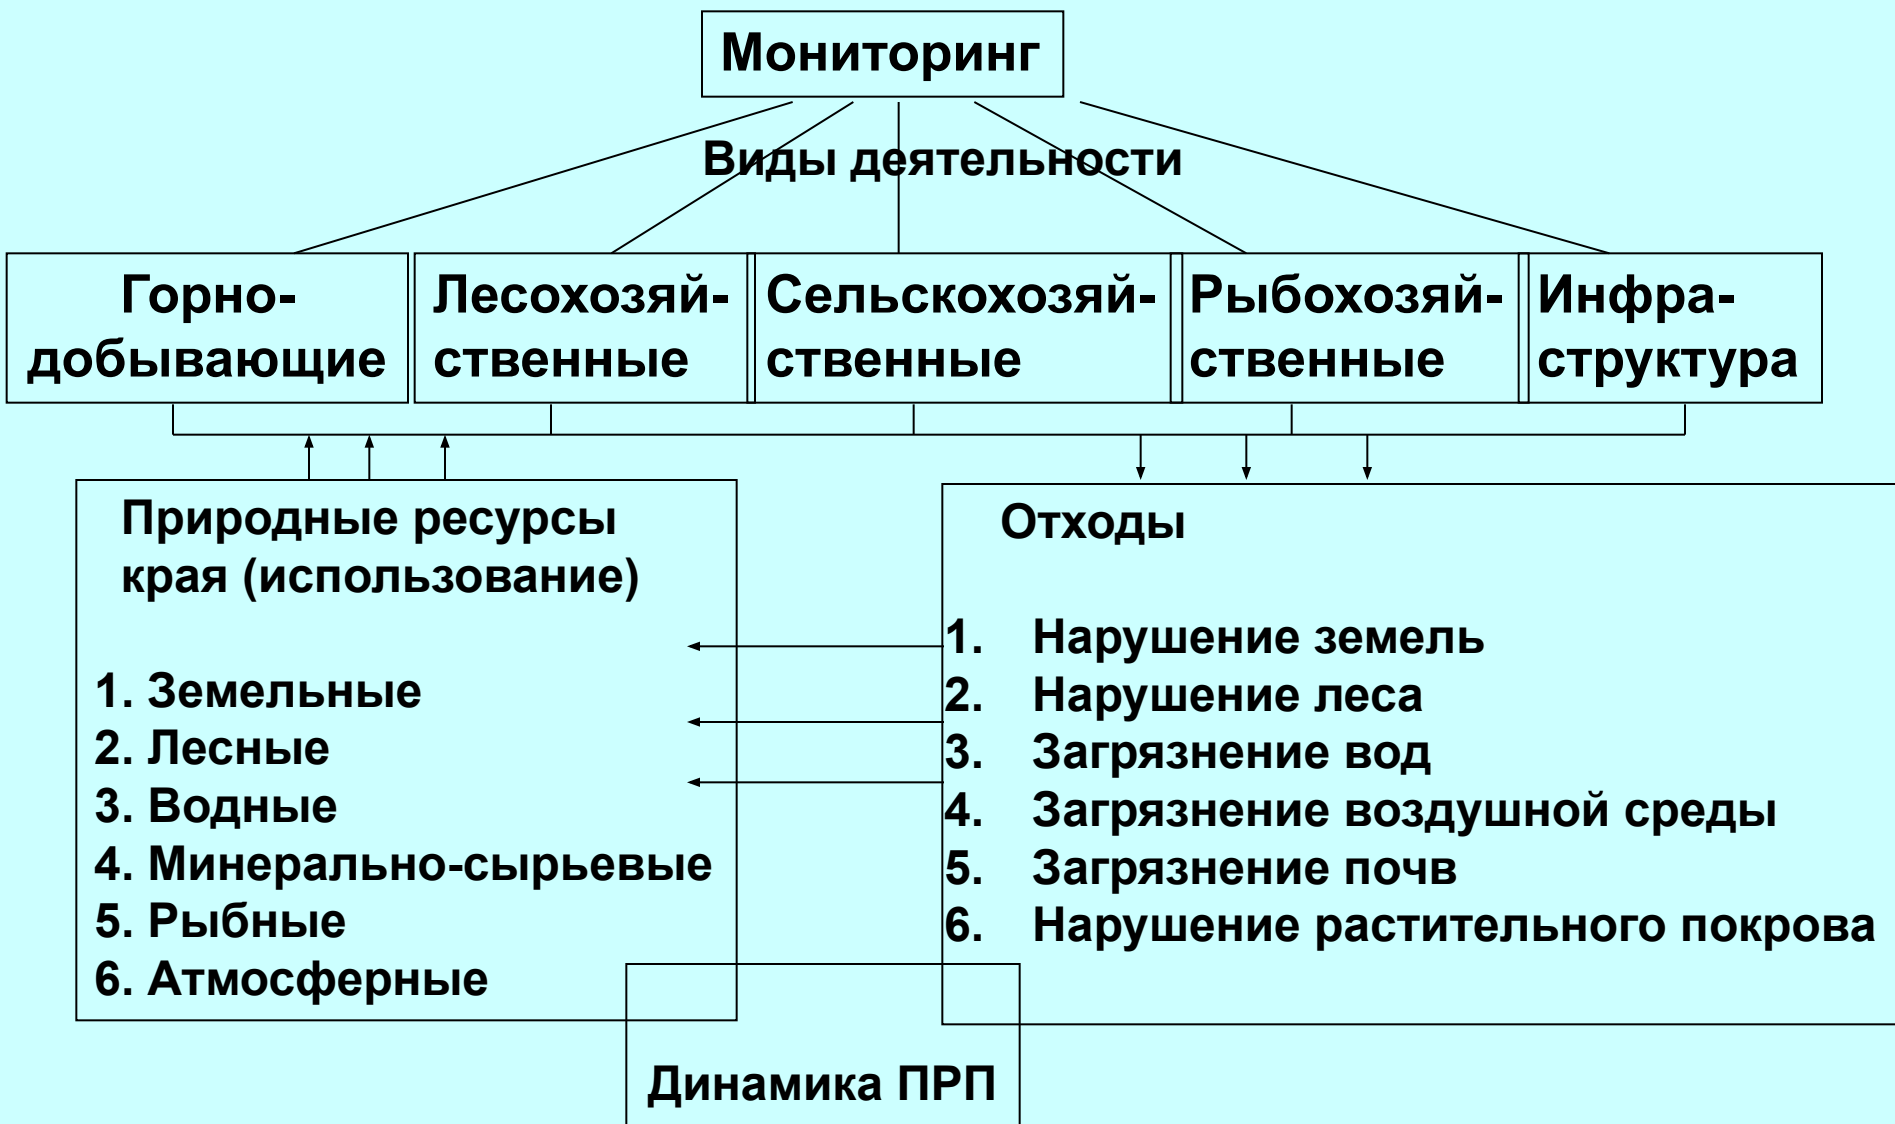 Мониторинг
Виды деятельности
Горно-
добывающие
Лесохозяй-
ственные
Сельскохозяй-
ственные
Рыбохозяй-
ственные
Инфра-
структура
Природные ресурсы
края (использование)
1. Земельные
2. Лесные
3. Водные
4. Минерально-сырьевые
5. Рыбные
6. Атмосферные
Отходы
1. Нарушение земель
2. Нарушение леса
3. Загрязнение вод
4. Загрязнение воздушной среды
5. Загрязнение почв
6. Нарушение растительного покрова
Динамика ПРП